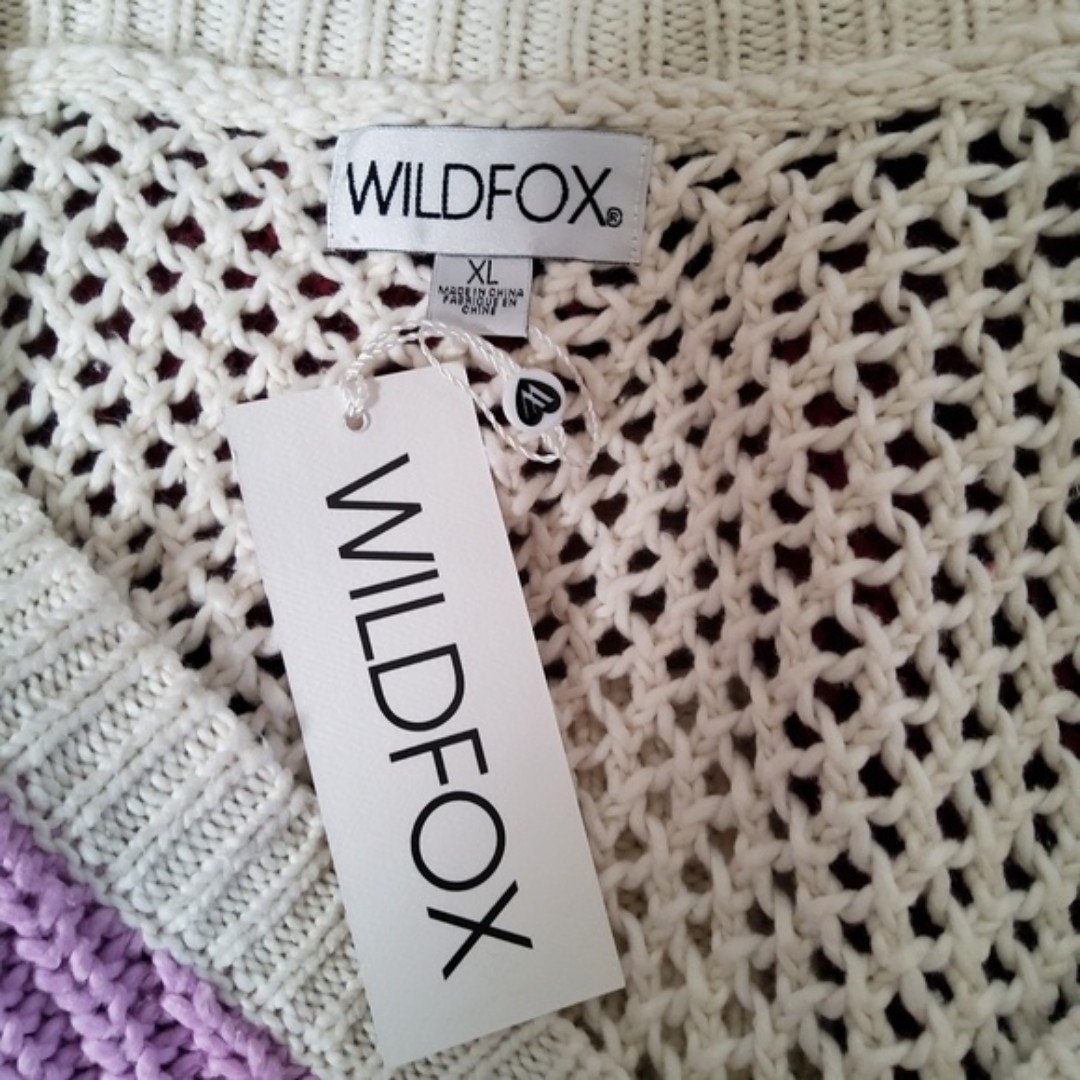 WILDFOX®
XL
MADE IN CHINA
FABRIQUE EN
CHINE
WILDFOX